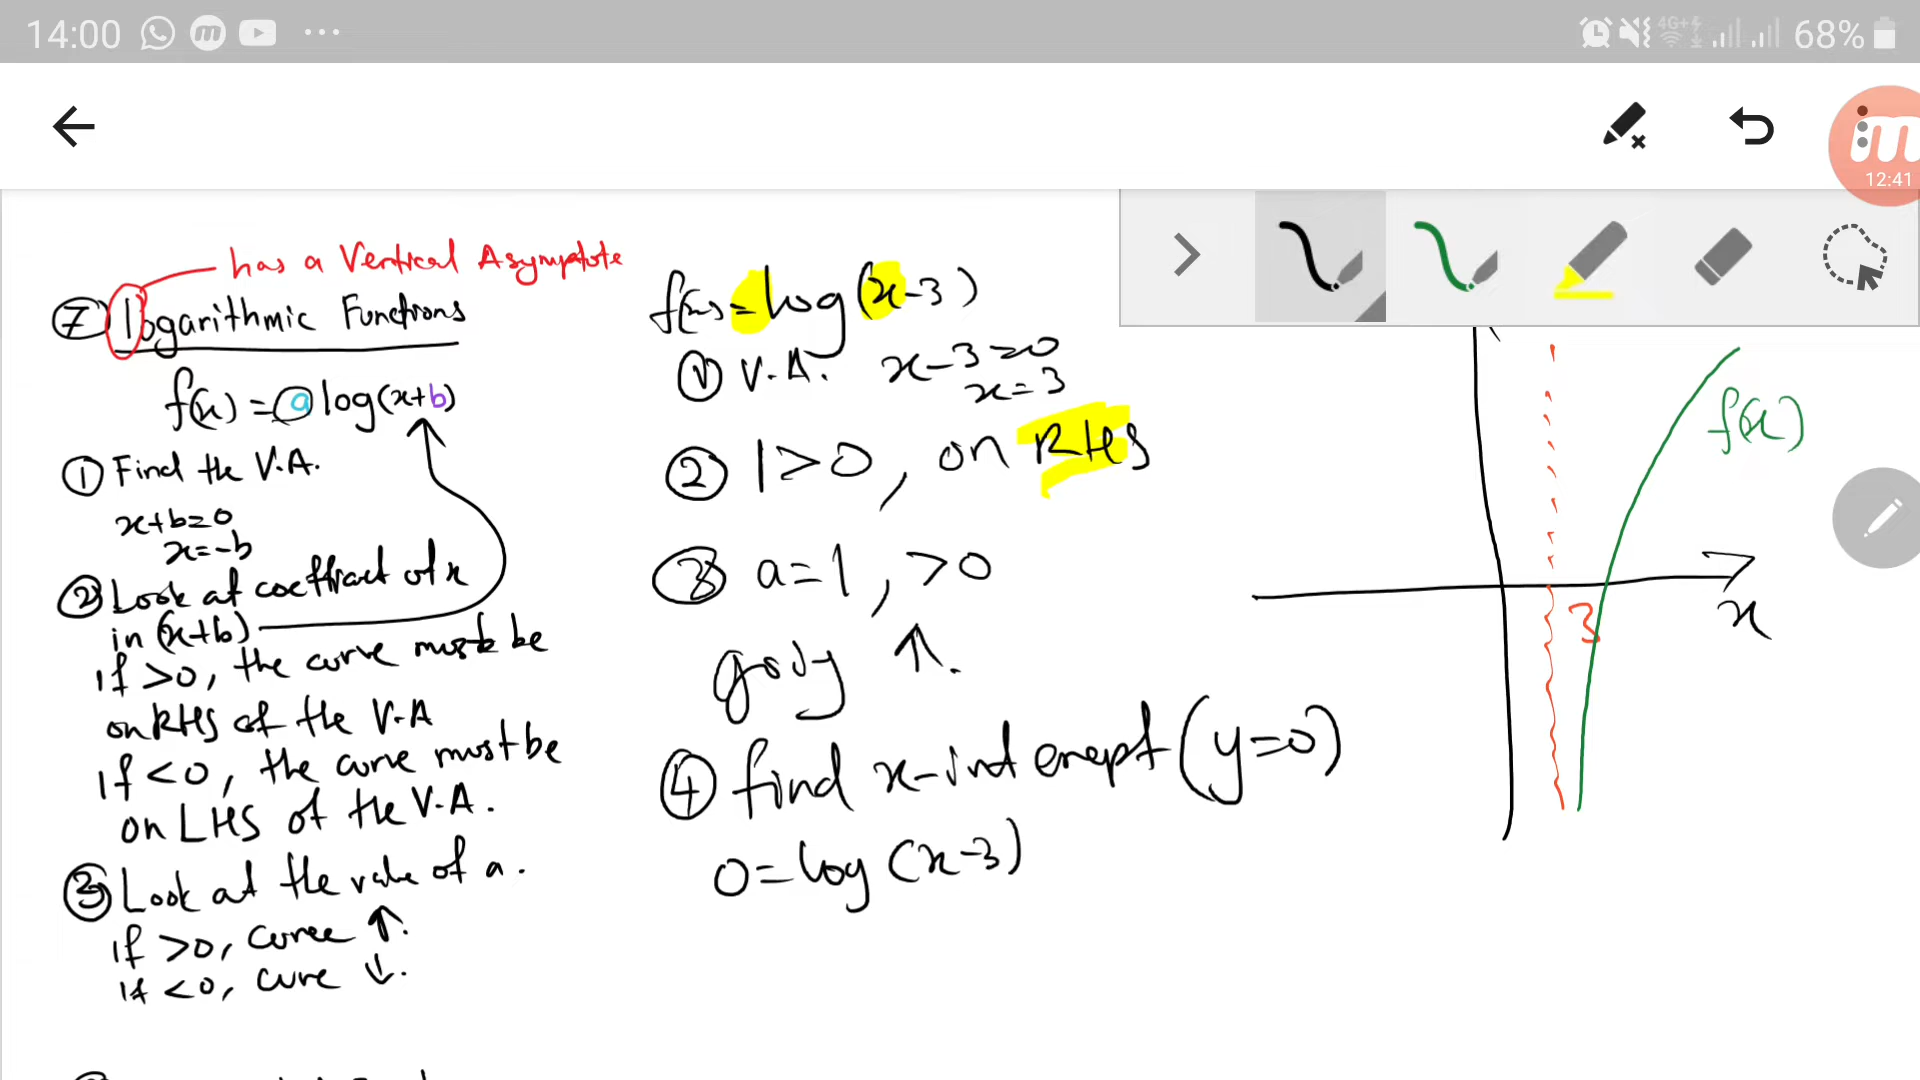 14:00
68%
12:41
has a Vertical Asymptote
⑦ logarithmic Functions
f(x) = a log(x+b)
① Find the V.A.
x+b=0
x=-b
② Look at coefficient of x
in (x+b)
if >0, the curve must be
on RHS of the V.A
if <0, the curve must be
on LHS of the V.A.
③ Look at the value of a.
if >0, curve ↑.
if <0, cure ↓.
f(x) = log(x-3)
① V.A. x-3=0
x=3
② 1>0, on RHS
③ a=1, >0
↑.
④ find x-intercept (y=0)
0=log(x-3)
f(x)
3
x